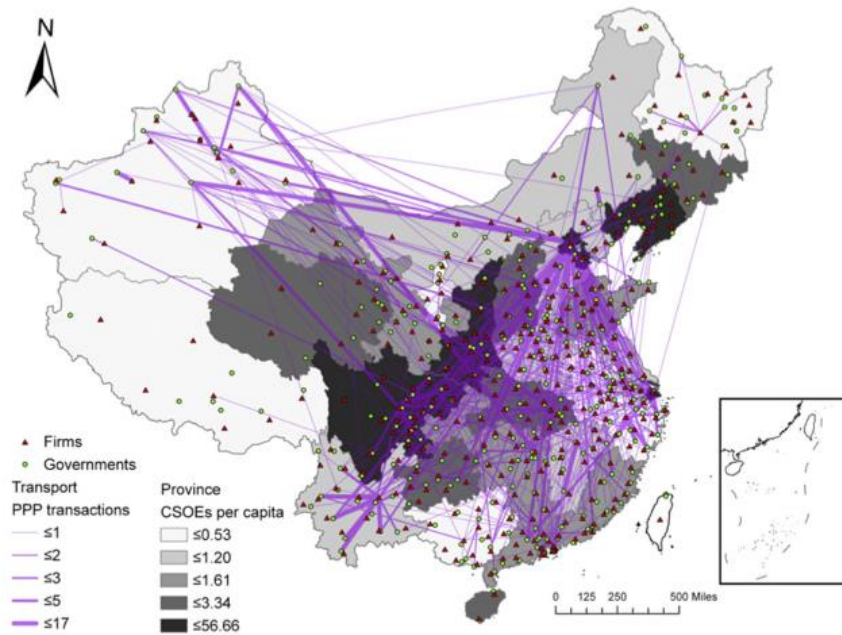 N
Firms
Governments
Transport
PPP transactions
≤1
≤2
≤3
≤5
≤17
Province
CSOEs per capita
≤0.53
≤1.20
≤1.61
≤3.34
≤56.66
0 125 250 500 Miles